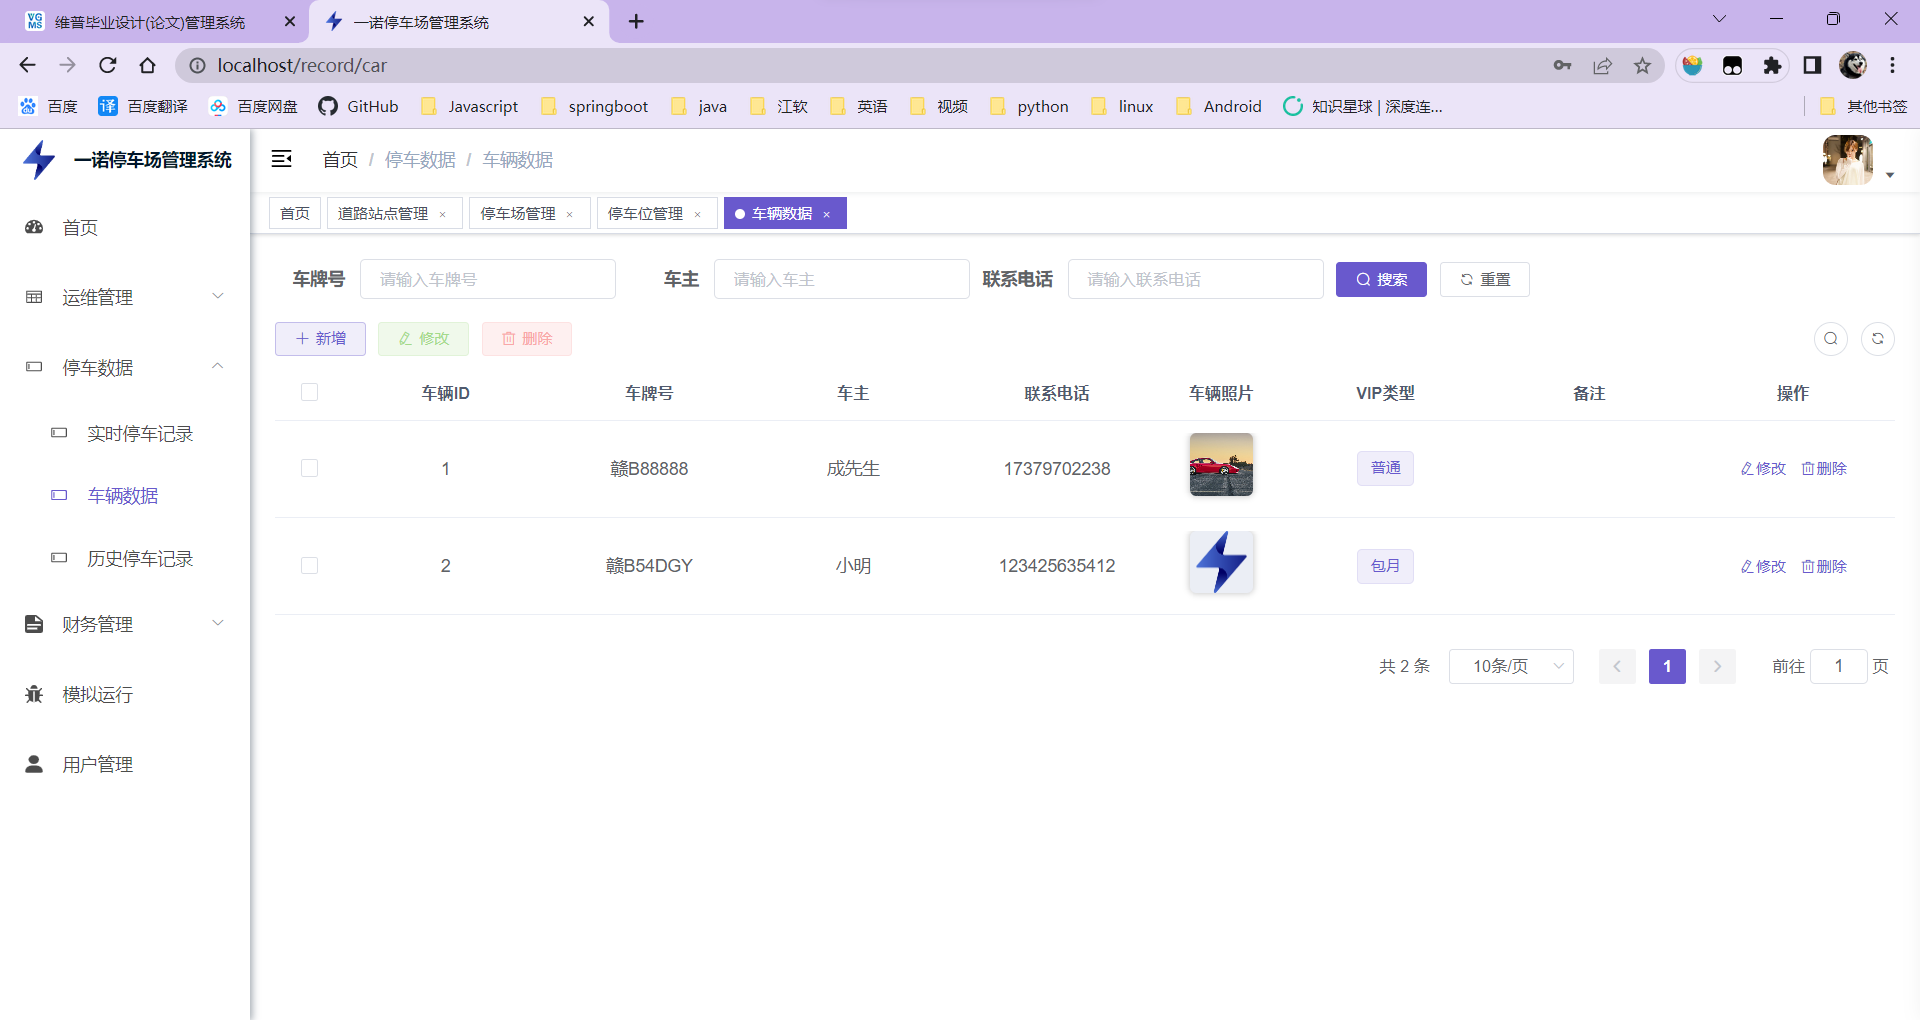 维普毕业设计(论文)管理系统
一诺停车场管理系统
localhost/record/car
百度 百度翻译 百度网盘 GitHub Javascript springboot java 江软 英语 视频 python linux Android 知识星球 | 深度连... 其他书签
一诺停车场管理系统
首页 / 停车数据 / 车辆数据
首页
运维管理
停车数据
实时停车记录
车辆数据
历史停车记录
财务管理
模拟运行
用户管理
首页 道路站点管理 × 停车场管理 × 停车位管理 × 车辆数据 ×
车牌号 请输入车牌号 车主 请输入车主 联系电话 请输入联系电话 搜索 重置
新增 修改 删除
车辆ID 车牌号 车主 联系电话 车辆照片 VIP类型 备注 操作
1 赣B88888 成先生 17379702238 普通 修改 删除
2 赣B54DGY 小明 123425635412 包月 修改 删除
共 2 条 10条/页 1 前往 1 页